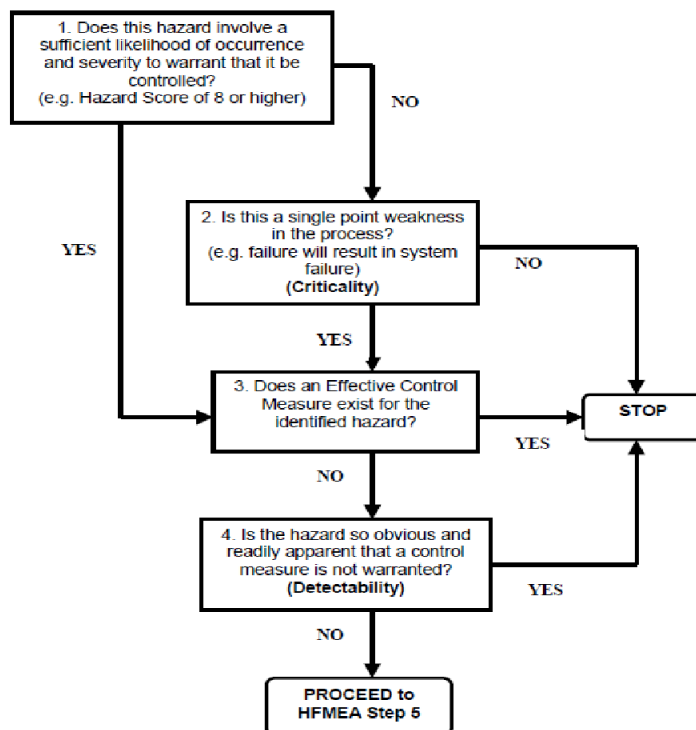 1. Does this hazard involve a
sufficient likelihood of occurrence
and severity to warrant that it be
controlled?
(e.g. Hazard Score of 8 or higher)
NO
YES
2. Is this a single point weakness
in the process?
(e.g. failure will result in system
failure)
(Criticality)
NO
YES
3. Does an Effective Control
Measure exist for the
identified hazard?
STOP
YES
NO
4. Is the hazard so obvious and
readily apparent that a control
measure is not warranted?
(Detectability)
YES
NO
PROCEED to
HFMEA Step 5